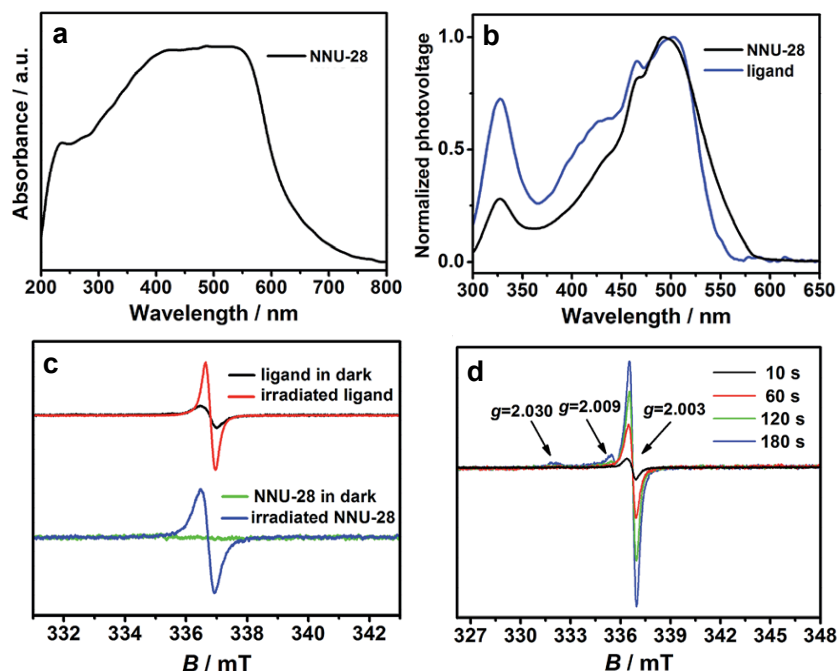 a
NNU-28
Absorbance / a.u.
200 300 400 500 600 700 800
Wavelength / nm
b
NNU-28
ligand
Normalized photovoltage
1.0
0.5
0.0
300 350 400 450 500 550 600 650
Wavelength / nm
c
ligand in dark
irradiated ligand
NNU-28 in dark
irradiated NNU-28
332 334 336 338 340 342
B / mT
d
10 s
60 s
120 s
180 s
g=2.030
g=2.009
g=2.003
327 330 333 336 339 342 345 348
B / mT